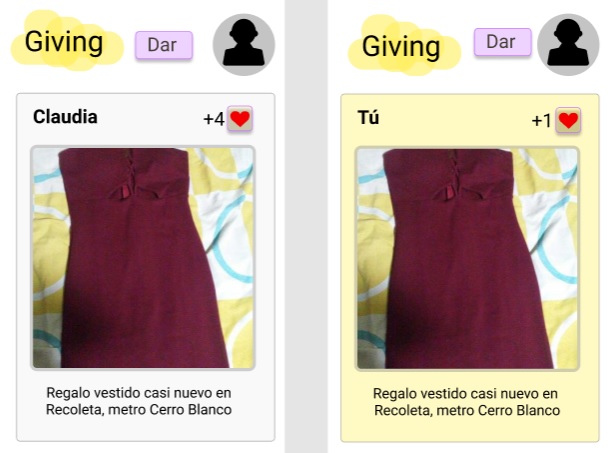 Giving
Dar
Claudia
+4
Regalo vestido casi nuevo en
Recoleta, metro Cerro Blanco
Giving
Dar
Tú
+1
Regalo vestido casi nuevo en
Recoleta, metro Cerro Blanco